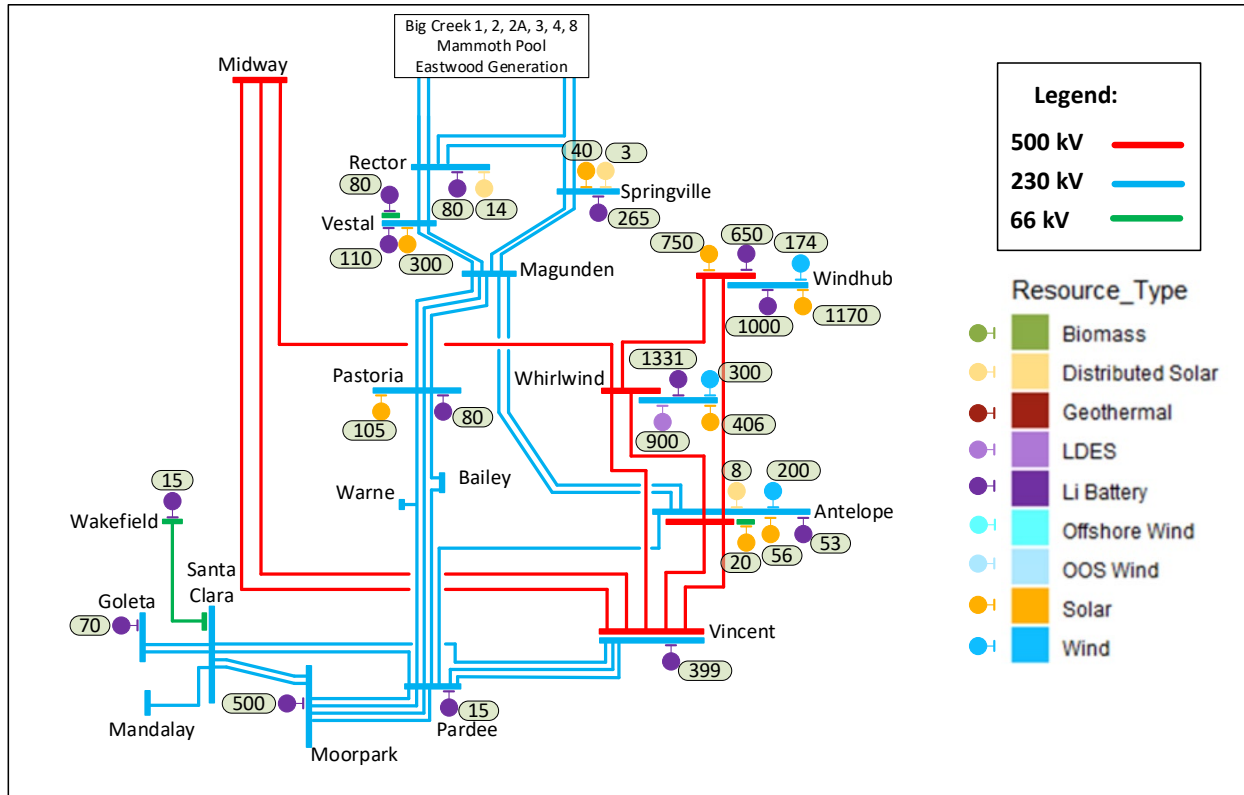 Big Creek 1, 2, 2A, 3, 4, 8
Mammoth Pool
Eastwood Generation
Midway
Legend:
500 kV
230 kV
66 kV
Rector
80
14
40
3
Springville
265
80
Vestal
110
300
Magunden
750
650
174
Windhub
1000
1170
Resource_Type
Biomass
Distributed Solar
Geothermal
LDES
Li Battery
Offshore Wind
OOS Wind
Solar
Wind
Pastoria
105
80
Whirlwind
1331
300
900
406
Bailey
Warne
8
200
Antelope
20
56
53
15
Wakefield
Santa
Clara
Goleta
70
Vincent
399
500
15
Pardee
Mandalay
Moorpark